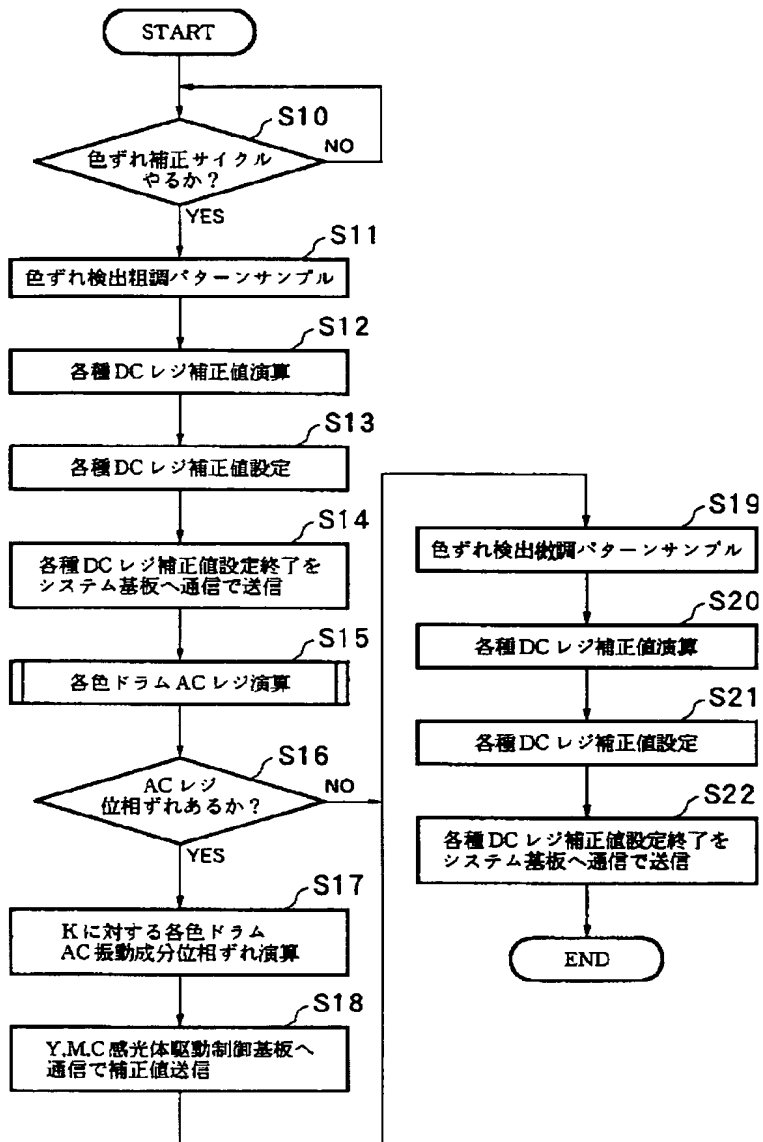 START
S10
色ずれ補正サイクル
やるか？
NO
YES
S11
色ずれ検出粗調パターンサンプル
S12
各種DCレジ補正値演算
S13
各種DCレジ補正値設定
S14
各種DCレジ補正値設定終了を
システム基板へ通信で送信
S15
各色ドラムACレジ演算
S16
ACレジ
位相ずれあるか？
NO
YES
S17
Kに対する各色ドラム
AC振動成分位相ずれ演算
S18
Y.M.C感光体駆動制御基板へ
通信で補正値送信
S19
色ずれ検出微調パターンサンプル
S20
各種DCレジ補正値演算
S21
各種DCレジ補正値設定
S22
各種DCレジ補正値設定終了を
システム基板へ通信で送信
END